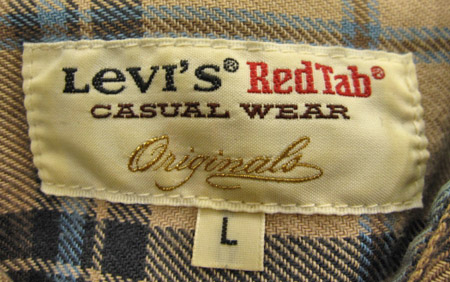 Levi's® RedTab®
CASUAL WEAR
Originals
L